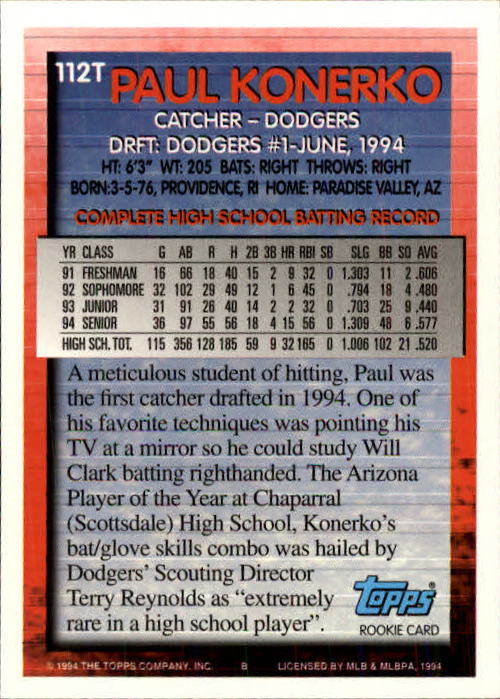 112T PAUL KONERKO
CATCHER – DODGERS
DRFT: DODGERS #1-JUNE, 1994
HT: 6'3" WT: 205 BATS: RIGHT THROWS: RIGHT
BORN:3-5-76, PROVIDENCE, RI HOME: PARADISE VALLEY, AZ
COMPLETE HIGH SCHOOL BATTING RECORD
YR CLASS G AB R H 2B 3B HR RBI SB SLG BB SO AVG
91 FRESHMAN 16 66 18 40 15 2 9 32 0 1.303 11 2 .606
92 SOPHOMORE 32 102 29 49 12 1 6 45 0 .794 18 4 .480
93 JUNIOR 31 91 26 40 14 2 2 32 0 .703 25 9 .440
94 SENIOR 36 97 55 56 18 4 15 56 0 1.309 48 6 .577
HIGH SCH. TOT. 115 356 128 185 59 9 32 165 0 1.006 102 21 .520
A meticulous student of hitting, Paul was
the first catcher drafted in 1994. One of
his favorite techniques was pointing his
TV at a mirror so he could study Will
Clark batting righthanded. The Arizona
Player of the Year at Chaparral
(Scottsdale) High School, Konerko's
bat/glove skills combo was hailed by
Dodgers' Scouting Director
Terry Reynolds as "extremely
rare in a high school player".
Topps®
ROOKIE CARD
© 1994 THE TOPPS COMPANY, INC. B LICENSED BY MLB & MLBPA, 1994